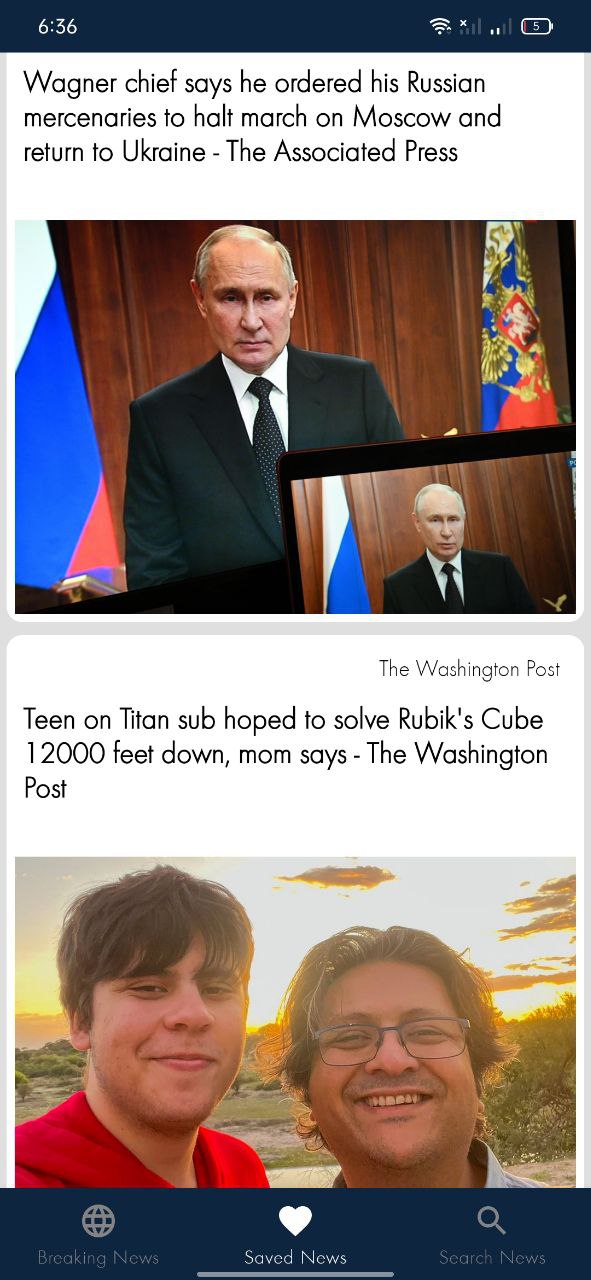 6:36
5
Wagner chief says he ordered his Russian
mercenaries to halt march on Moscow and
return to Ukraine - The Associated Press
The Washington Post
Teen on Titan sub hoped to solve Rubik's Cube
12000 feet down, mom says - The Washington
Post
Breaking News
Saved News
Search News